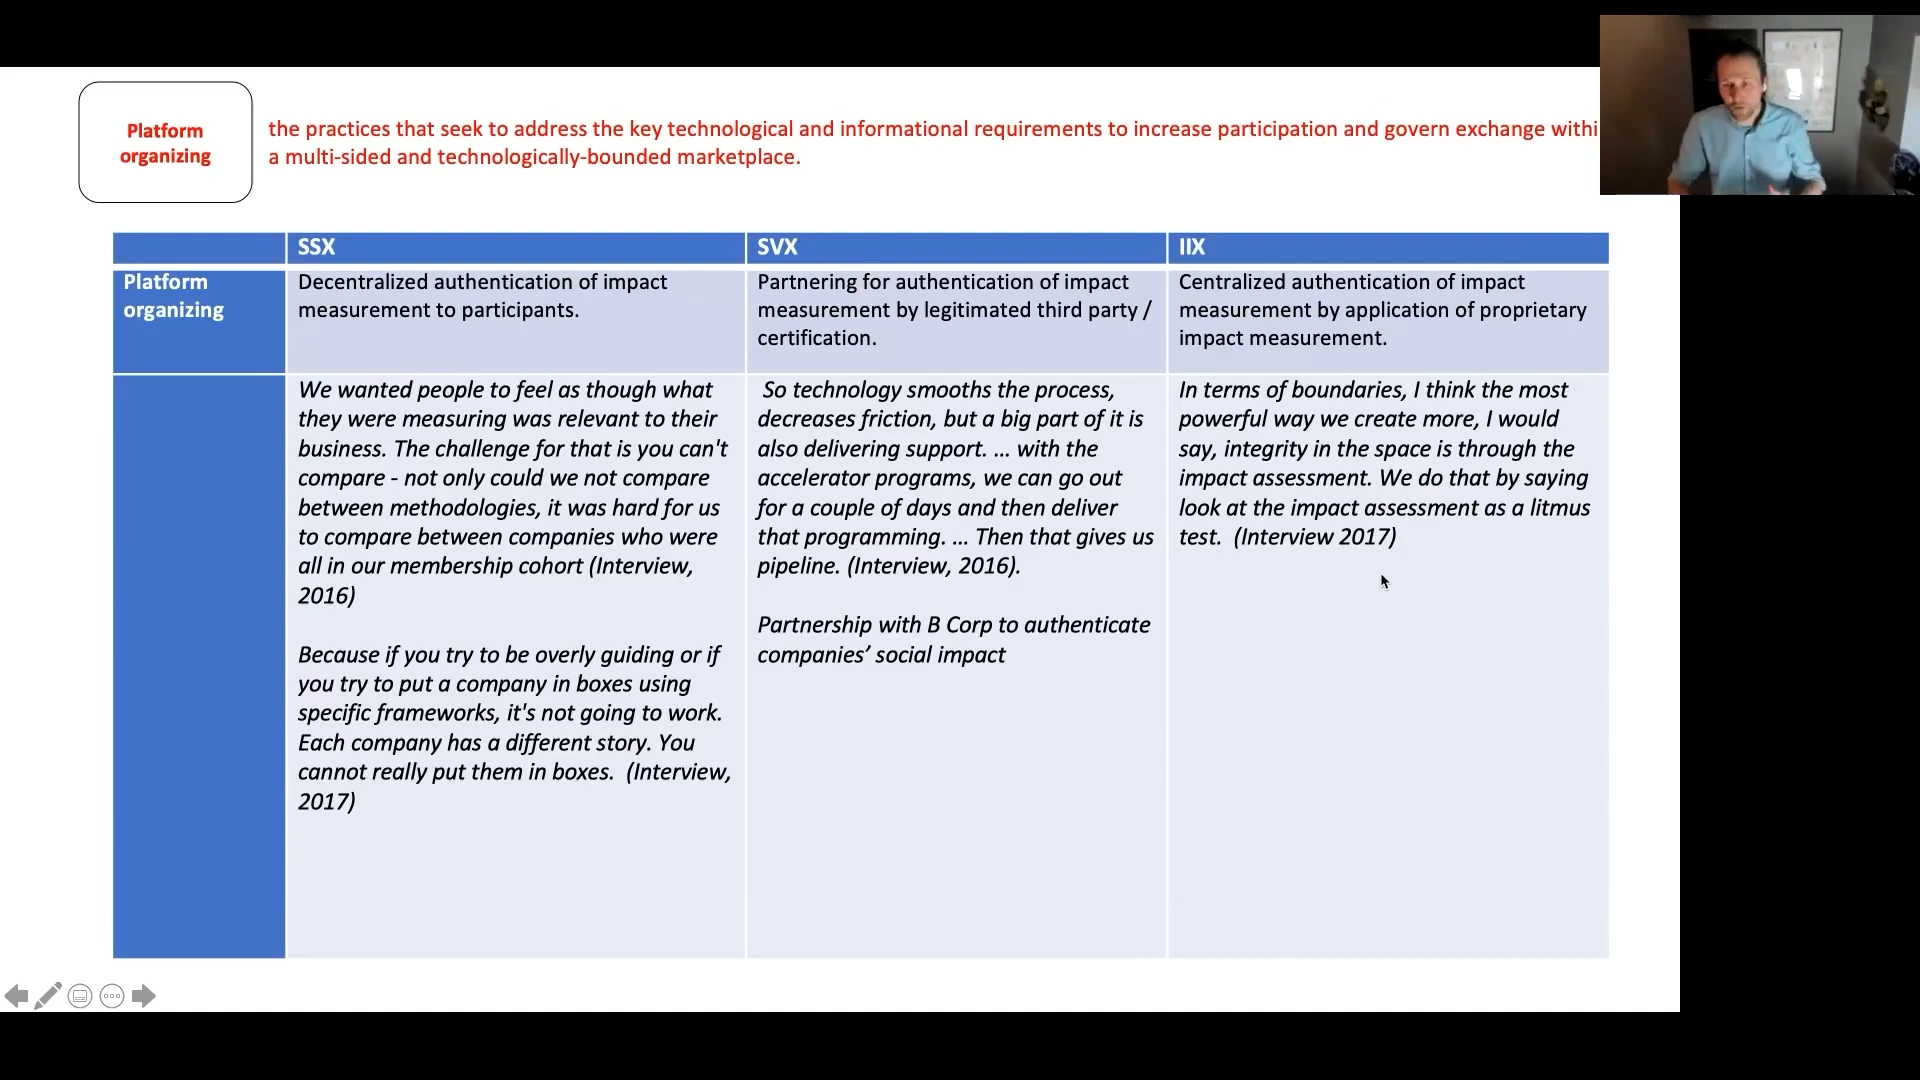 Platform
organizing
the practices that seek to address the key technological and informational requirements to increase participation and govern exchange withi
a multi-sided and technologically-bounded marketplace.
SSX
SVX
IIX
Platform
organizing
Decentralized authentication of impact
measurement to participants.
Partnering for authentication of impact
measurement by legitimated third party /
certification.
Centralized authentication of impact
measurement by application of proprietary
impact measurement.
We wanted people to feel as though what
they were measuring was relevant to their
business. The challenge for that is you can't
compare - not only could we not compare
between methodologies, it was hard for us
to compare between companies who were
all in our membership cohort (Interview,
2016)
Because if you try to be overly guiding or if
you try to put a company in boxes using
specific frameworks, it's not going to work.
Each company has a different story. You
cannot really put them in boxes. (Interview,
2017)
So technology smooths the process,
decreases friction, but a big part of it is
also delivering support. ... with the
accelerator programs, we can go out
for a couple of days and then deliver
that programming. ... Then that gives us
pipeline. (Interview, 2016).
Partnership with B Corp to authenticate
companies’ social impact
In terms of boundaries, I think the most
powerful way we create more, I would
say, integrity in the space is through the
impact assessment. We do that by saying
look at the impact assessment as a litmus
test. (Interview 2017)